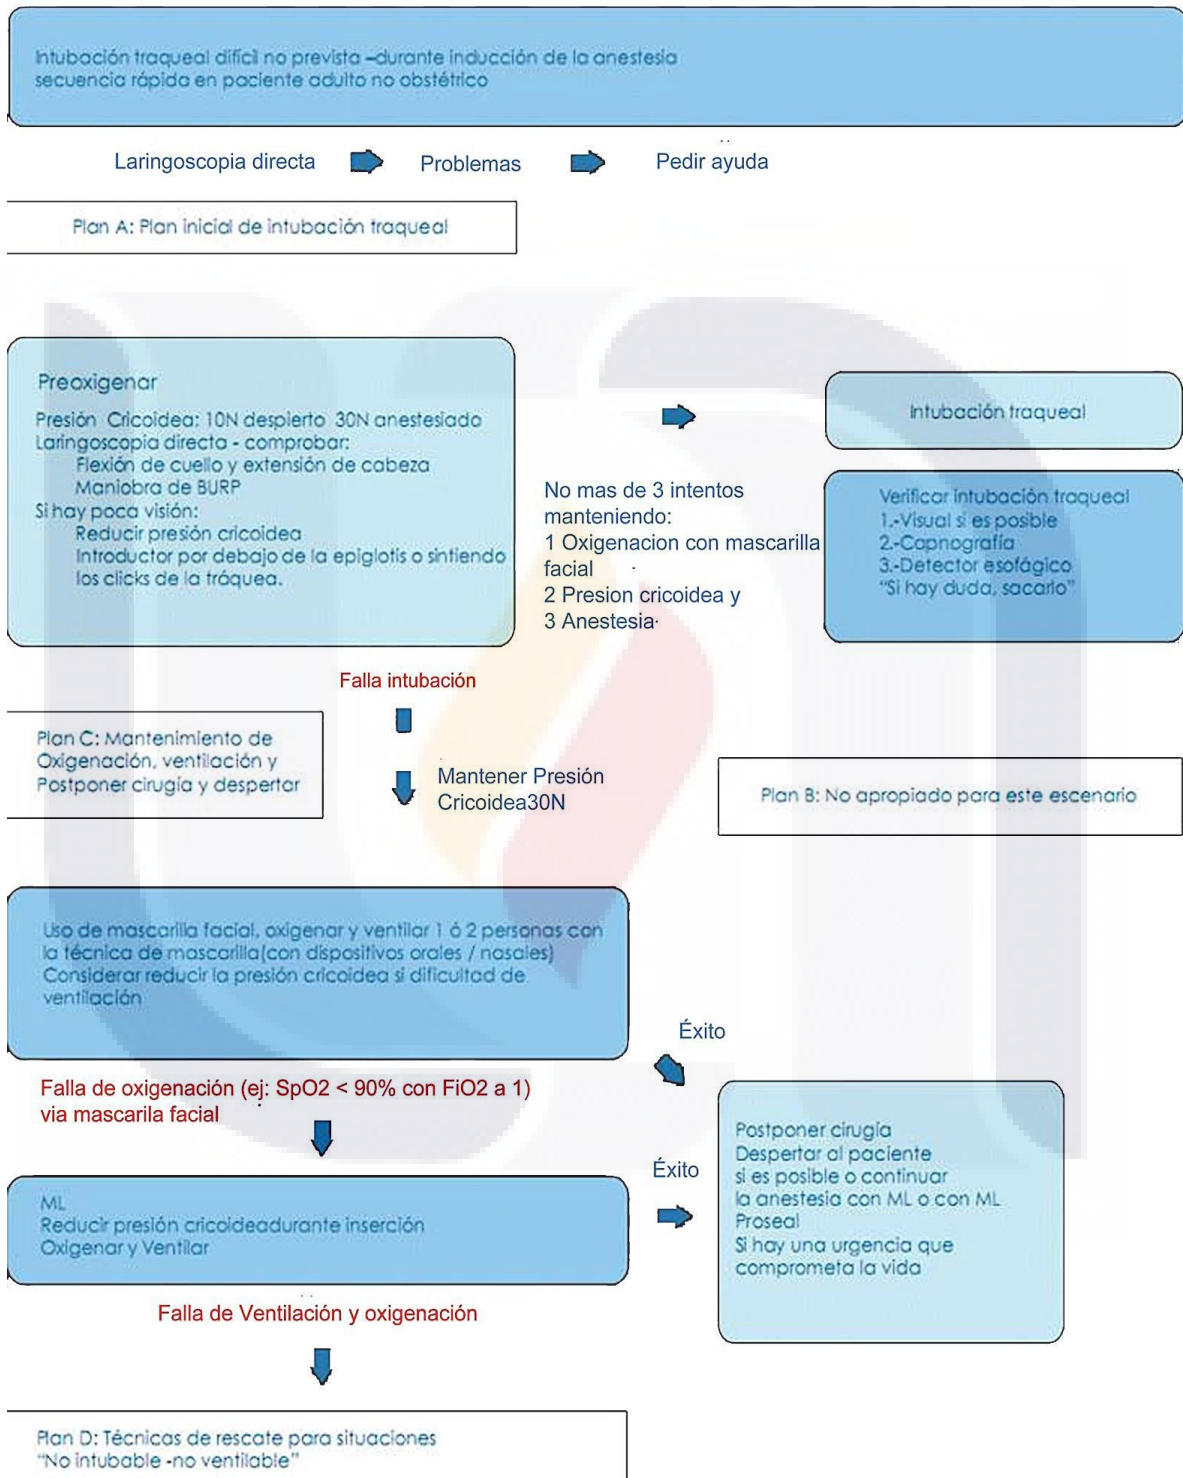 Intubación traqueal difícil no prevista –durante inducción de la anestesia
secuencia rápida en paciente adulto no obstétrico
Laringoscopia directa
Problemas
Pedir ayuda
Plan A: Plan inicial de intubación traqueal
Preoxigenar
Presión Cricoidea: 10N despierto 30N anestesiado
Laringoscopia directa - comprobar:
Flexión de cuello y extensión de cabeza
Maniobra de BURP
Si hay poca visión:
Reducir presión cricoidea
Introductor por debajo de la epiglotis o sintiendo
los clicks de la tráquea.
No mas de 3 intentos
manteniendo:
1 Oxigenacion con mascarilla
facial
2 Presion cricoidea y
3 Anestesia
Intubación traqueal
Verificar intubación traqueal
1.-Visual si es posible
2.-Capnografía
3.-Detector esofágico
"Si hay duda, sacarlo"
Falla intubación
Plan C: Mantenimiento de
Oxigenación, ventilación y
Postponer cirugía y despertar
Mantener Presión
Cricoidea30N
Plan B: No apropiado para este escenario
Uso de mascarilla facial, oxigenar y ventilar 1 ó 2 personas con
la técnica de mascarilla(con dispositivos orales / nasales)
Considerar reducir la presión cricoidea si dificultad de
ventilación
Éxito
Falla de oxigenación (ej: SpO2 < 90% con FiO2 a 1)
via mascarila facial
Postponer cirugía
Despertar al paciente
si es posible o continuar
la anestesia con ML o con ML
Proseal
Si hay una urgencia que
comprometa la vida
ML
Reducir presión cricoideadurante inserción
Oxigenar y Ventilar
Éxito
Falla de Ventilación y oxigenación
Plan D: Técnicas de rescate para situaciones
"No intubable -no ventilable"